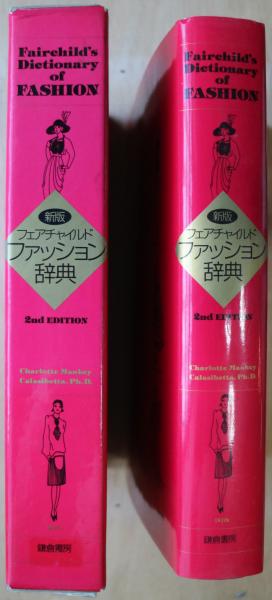 Fairchild's
Dictionary
of
FASHION
新版
フェアチャイルド
ファッション
辞典
2nd EDITION
Charlotte Mankey
Calasibetta, Ph.D.
鎌倉書房
Fairchild's
Dictionary
of
FASHION
新版
フェアチャイルド
ファッション
辞典
2nd EDITION
Charlotte Mankey
Calasibetta, Ph.D.
鎌倉書房